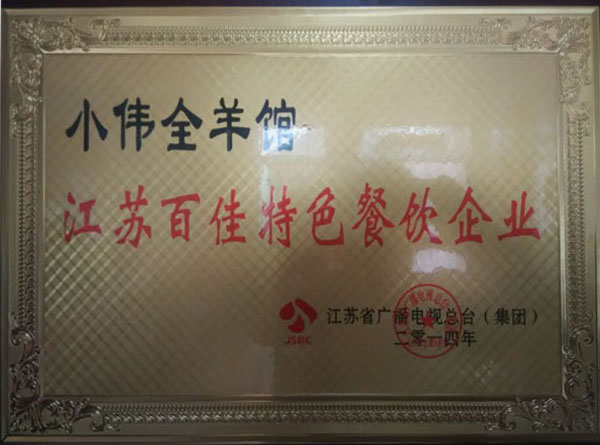 小伟全羊馆
江苏百佳特色餐饮企业
JSBC
江苏省广播电视总台（集团）
二零一四年